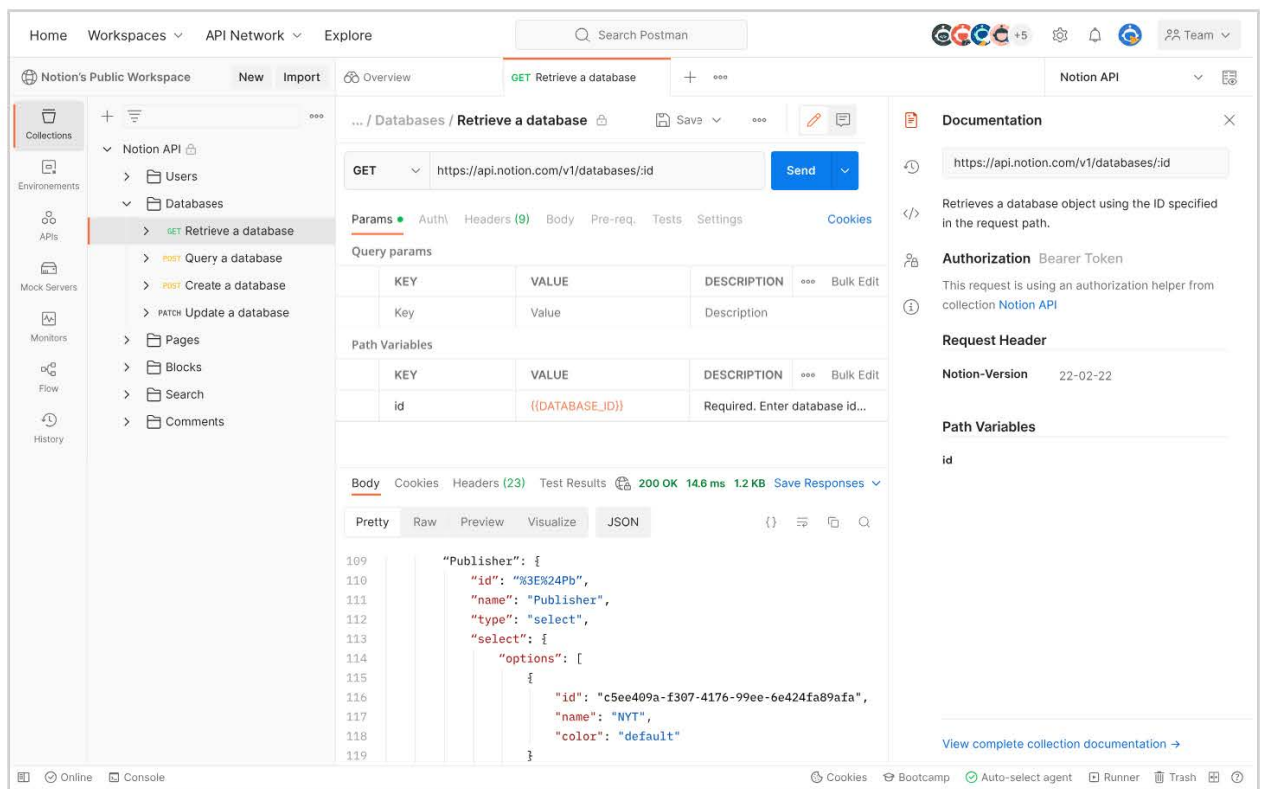 Home Workspaces API Network Explore Search Postman +5 Team
Notion's Public Workspace New Import Overview GET Retrieve a database Notion API
Collections
Environements
APIs
Mock Servers
Monitors
Flow
History
Notion API
Users
Databases
GET Retrieve a database
POST Query a database
POST Create a database
PATCH Update a database
Pages
Blocks
Search
Comments
... / Databases / Retrieve a database Save
GET https://api.notion.com/v1/databases/:id Send
Params Auth\ Headers (9) Body Pre-req. Tests Settings Cookies
Query params
KEY VALUE DESCRIPTION Bulk Edit
Key Value Description
Path Variables
KEY VALUE DESCRIPTION Bulk Edit
id {{DATABASE_ID}} Required. Enter database id...
Body Cookies Headers (23) Test Results 200 OK 14.6 ms 1.2 KB Save Responses
Pretty Raw Preview Visualize JSON {}
109 “Publisher”: {
110 “id”: “%3E%24Pb”,
111 "name”: "Publisher",
112 “type”: "select",
113 “select”: {
114 “options”: [
115 {
116 "id": "c5ee409a-f307-4176-99ee-6e424fa89afa",
117 "name": "NYT",
118 "color": "default"
119 }
Documentation
https://api.notion.com/v1/databases/:id
Retrieves a database object using the ID specified
in the request path.
Authorization Bearer Token
This request is using an authorization helper from
collection Notion API
Request Header
Notion-Version 22-02-22
Path Variables
id
View complete collection documentation →
Online Console Cookies Bootcamp Auto-select agent Runner Trash